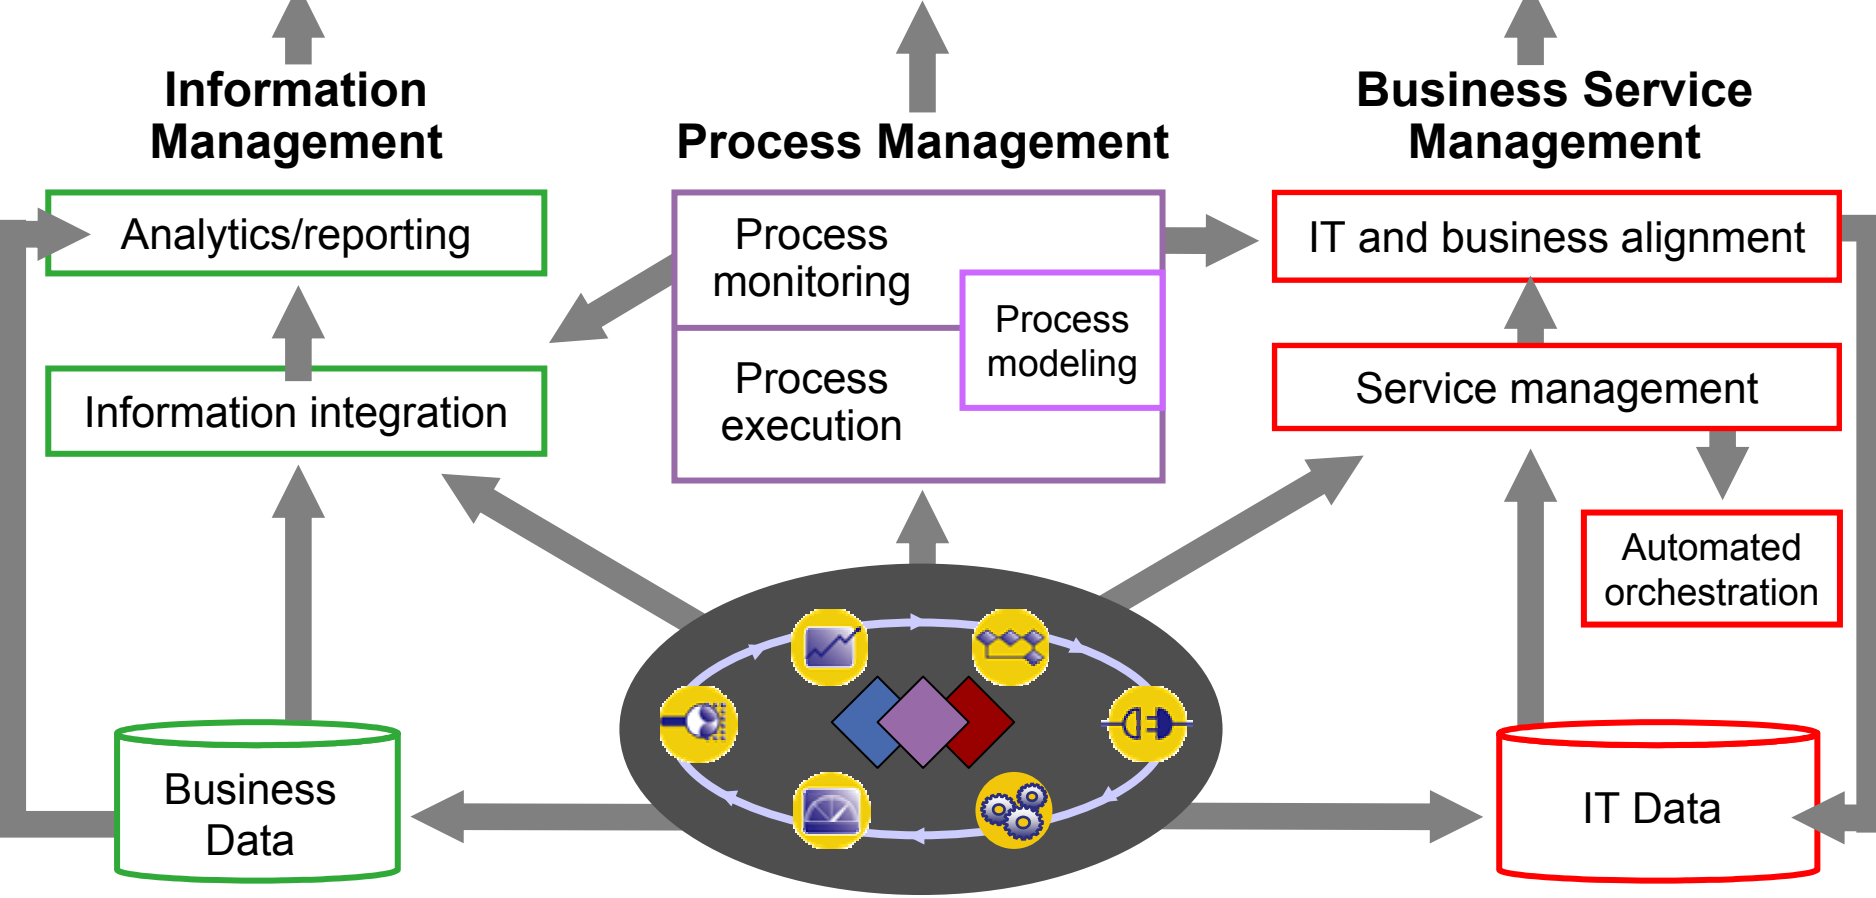 Information
Management
Process Management
Business Service
Management
Analytics/reporting
Information integration
Process
monitoring
Process
modeling
Process
execution
IT and business alignment
Service management
Automated
orchestration
Business
Data
IT Data